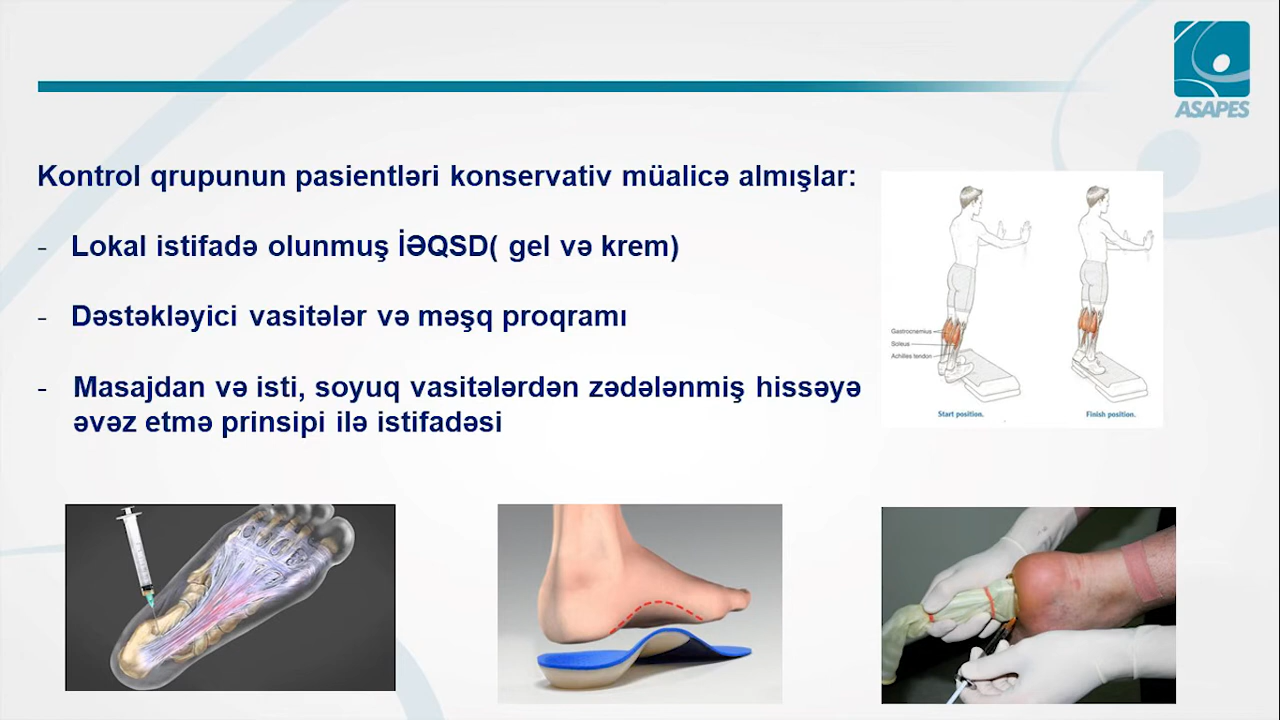 ASAPES
Kontrol qrupunun pasientləri konservativ müalicə almışlar:
- Lokal istifadə olunmuş İƏQSD( gel və krem)
- Dəstəkləyici vasitələr və məşq proqramı
- Masajdan və isti, soyuq vasitələrdən zədələnmiş hissəyə
əvəz etmə prinsipi ilə istifadəsi
Gastrocnemius
Soleus
Achilles tendon
Start position.
Finish position.